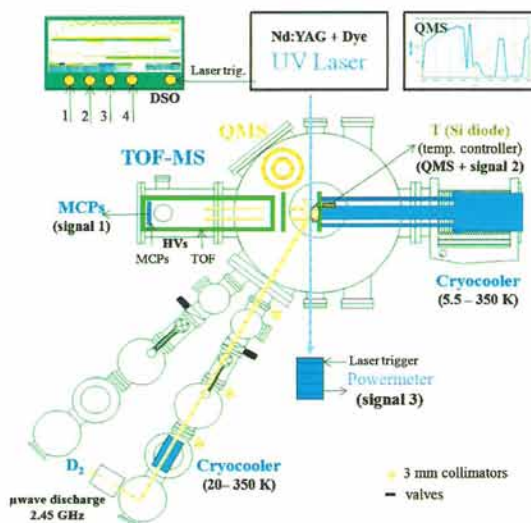 Nd:YAG + Dye
UV Laser
QMS
Laser trig.
DSO
1 2 3 4
QMS
TOF-MS
T (Si diode)
(temp. controller)
(QMS + signal 2)
MCPs
(signal 1)
HVs
MCPs
TOF
Cryocooler
(5.5 – 350 K)
Laser trigger
Powermeter
(signal 3)
D2
Cryocooler
(20– 350 K)
μwave discharge
2.45 GHz
3 mm collimators
valves